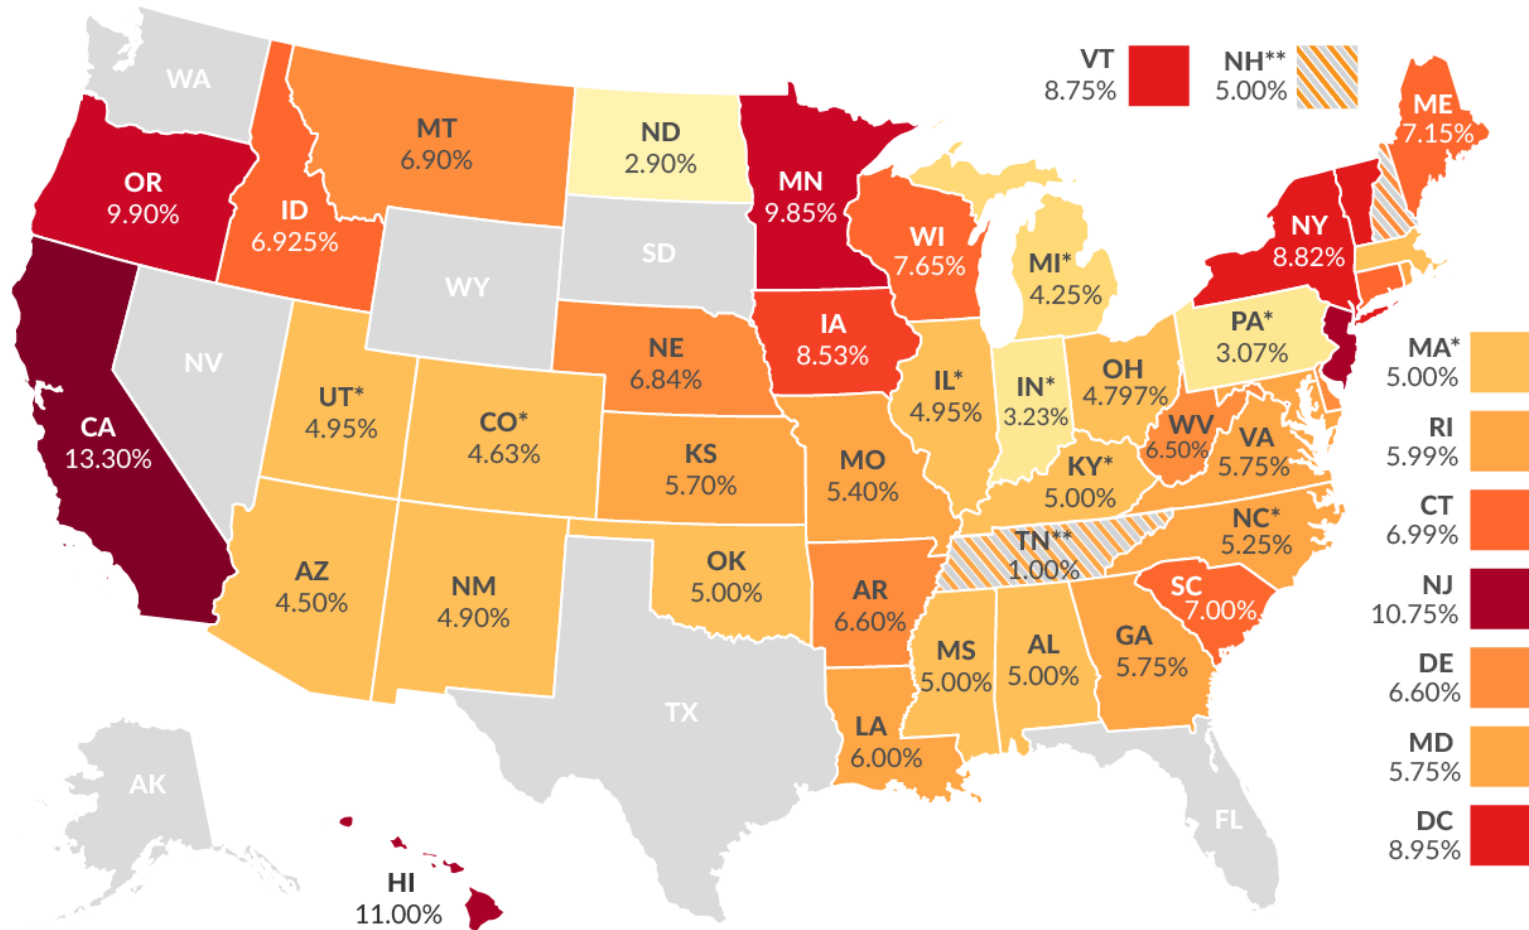 WA
OR
9.90%
CA
13.30%
NV
ID
6.925%
MT
6.90%
WY
UT*
4.95%
AZ
4.50%
CO*
4.63%
NM
4.90%
ND
2.90%
SD
NE
6.84%
KS
5.70%
OK
5.00%
TX
MN
9.85%
IA
8.53%
MO
5.40%
AR
6.60%
LA
6.00%
WI
7.65%
IL*
4.95%
MI*
4.25%
IN*
3.23%
OH
4.797%
KY*
5.00%
TN**
1.00%
MS
5.00%
AL
5.00%
GA
5.75%
FL
SC
7.00%
NC*
5.25%
VA
5.75%
WV
6.50%
PA*
3.07%
NY
8.82%
ME
7.15%
VT
8.75%
NH**
5.00%
MA*
5.00%
RI
5.99%
CT
6.99%
NJ
10.75%
DE
6.60%
MD
5.75%
DC
8.95%
AK
HI
11.00%